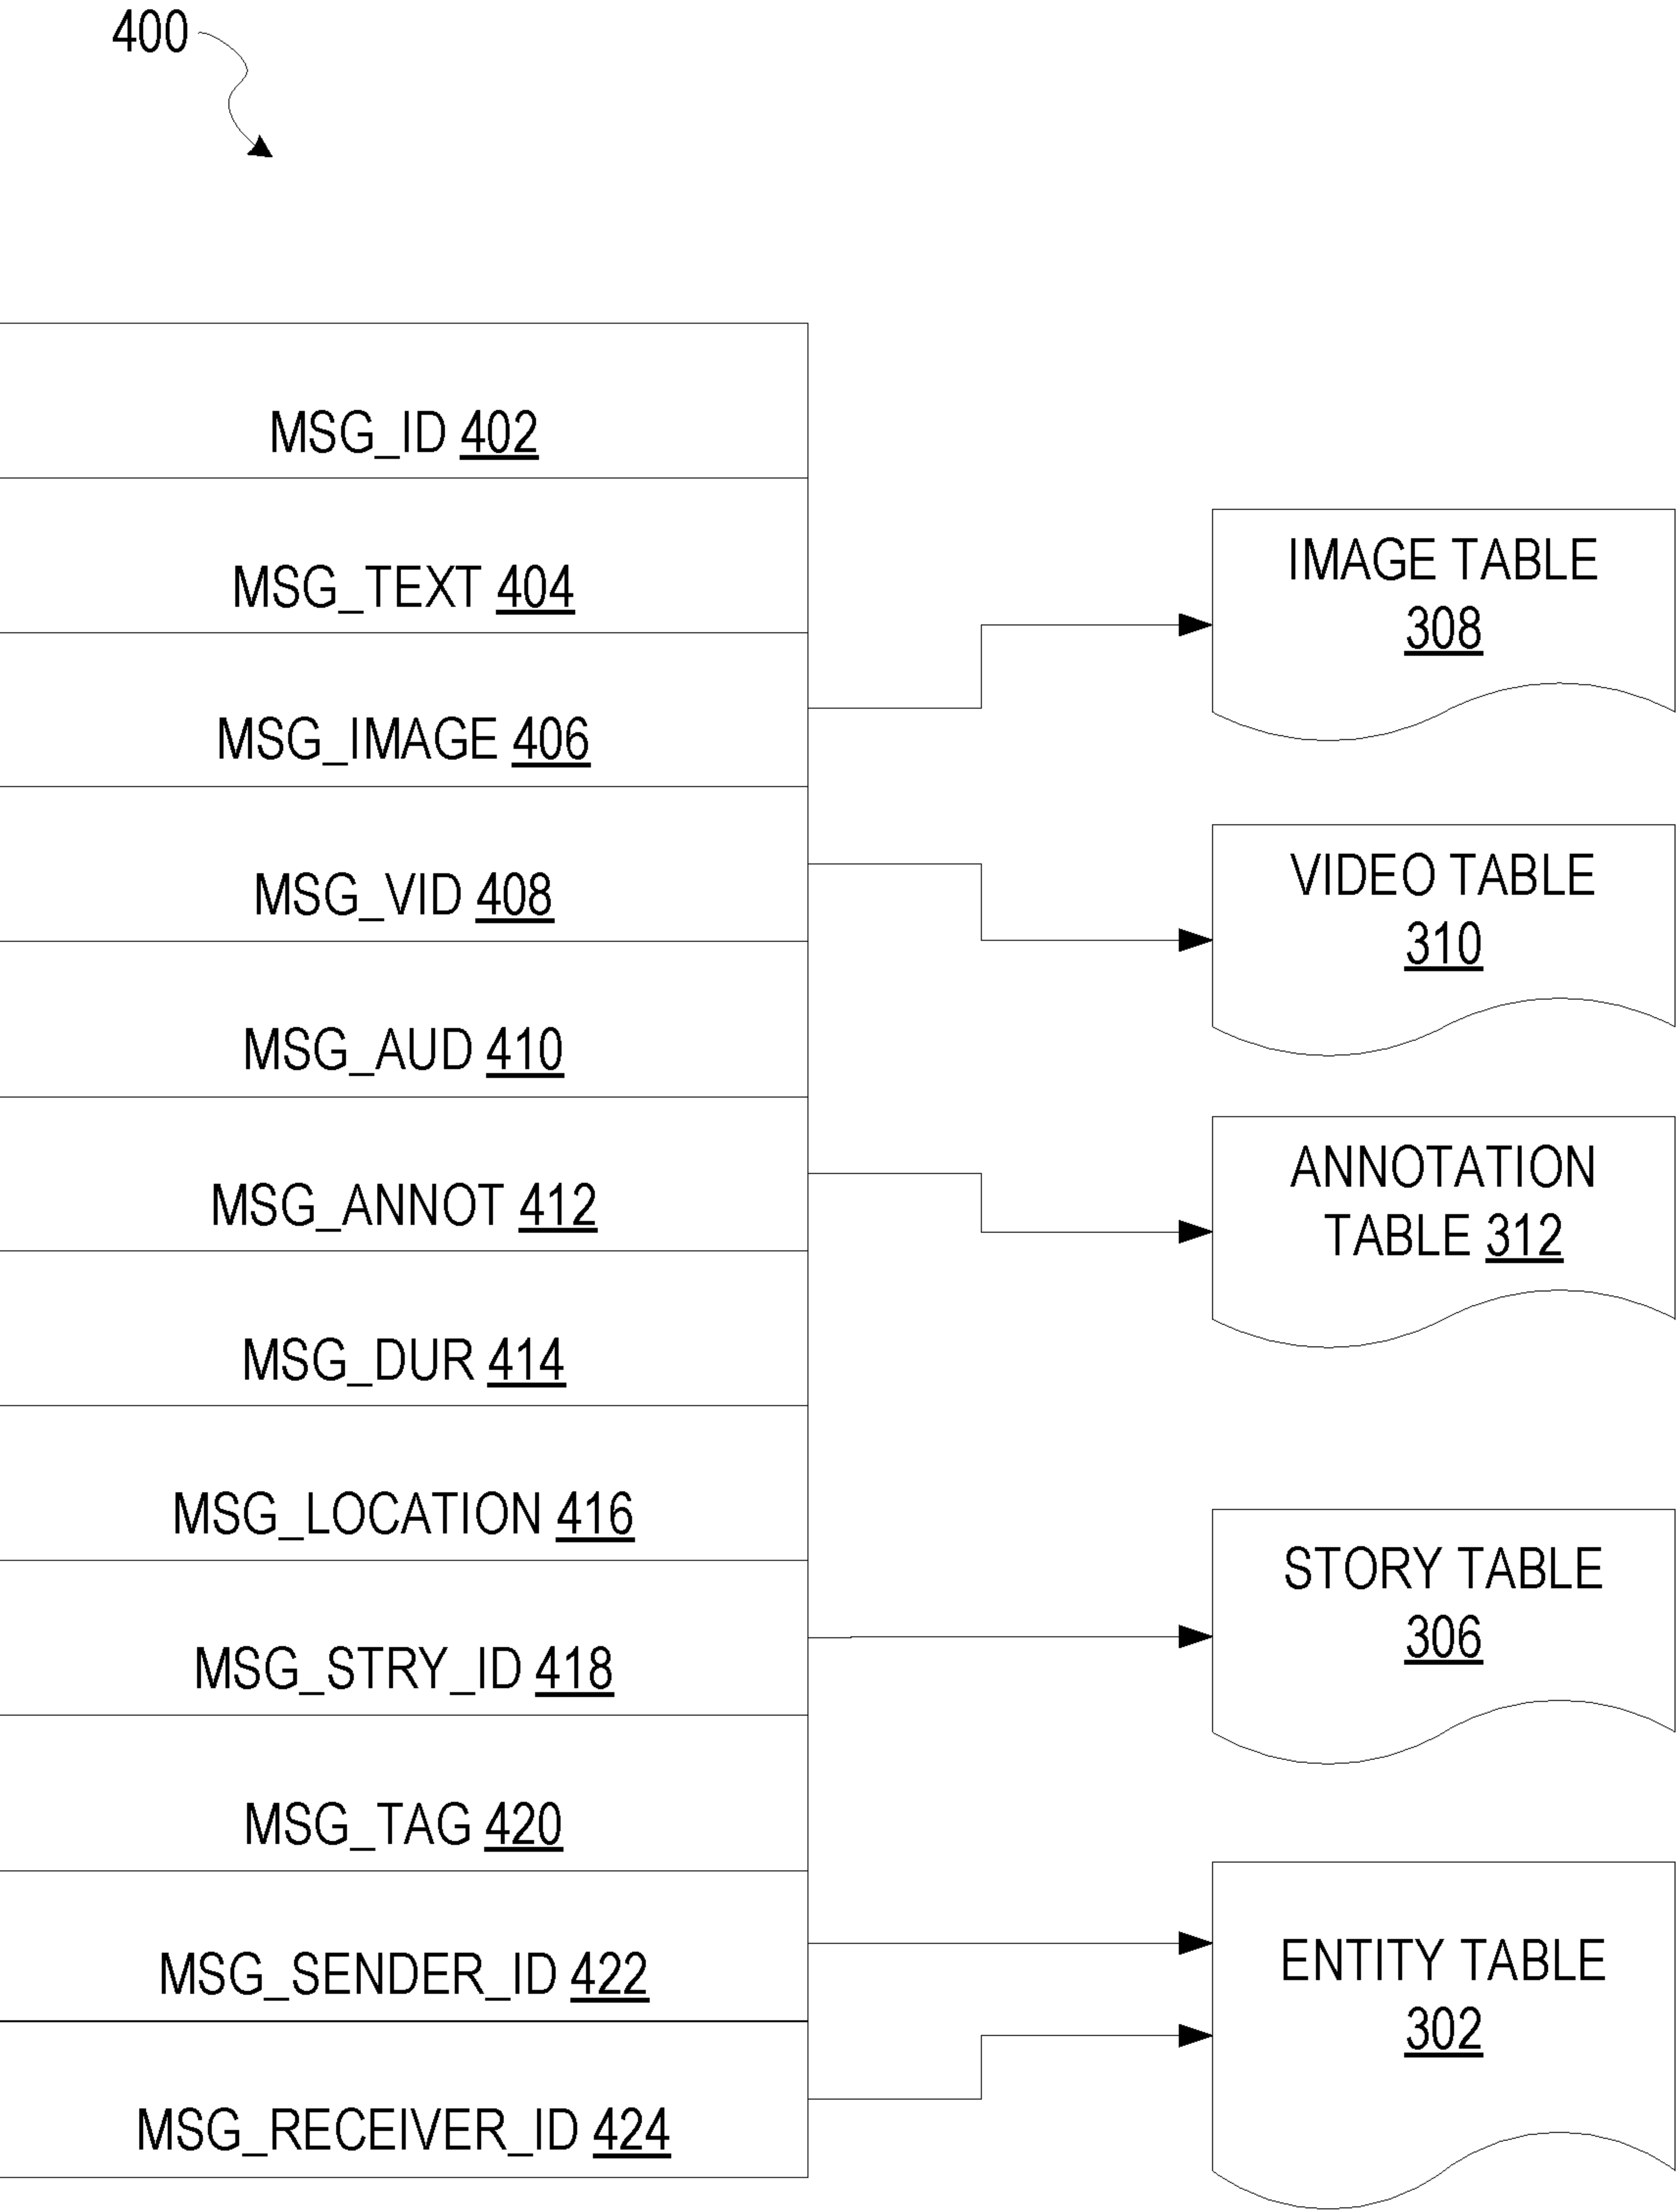 400
MSG_ID 402
MSG_TEXT 404
MSG_IMAGE 406
MSG_VID 408
MSG_AUD 410
MSG_ANNOT 412
MSG_DUR 414
MSG_LOCATION 416
MSG_STRY_ID 418
MSG_TAG 420
MSG_SENDER_ID 422
MSG_RECEIVER_ID 424
IMAGE TABLE
308
VIDEO TABLE
310
ANNOTATION
TABLE 312
STORY TABLE
306
ENTITY TABLE
302